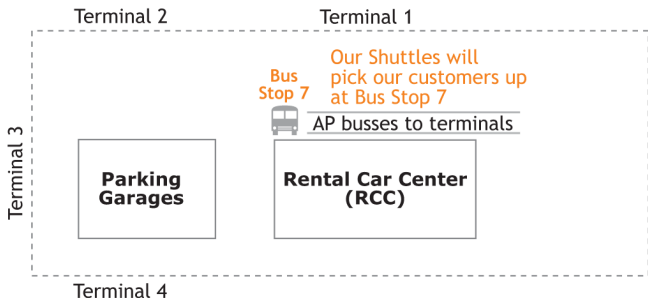 Terminal 2
Terminal 1
Our Shuttles will
pick our customers up
at Bus Stop 7
Bus
Stop 7
AP busses to terminals
Terminal 3
Parking
Garages
Rental Car Center
(RCC)
Terminal 4